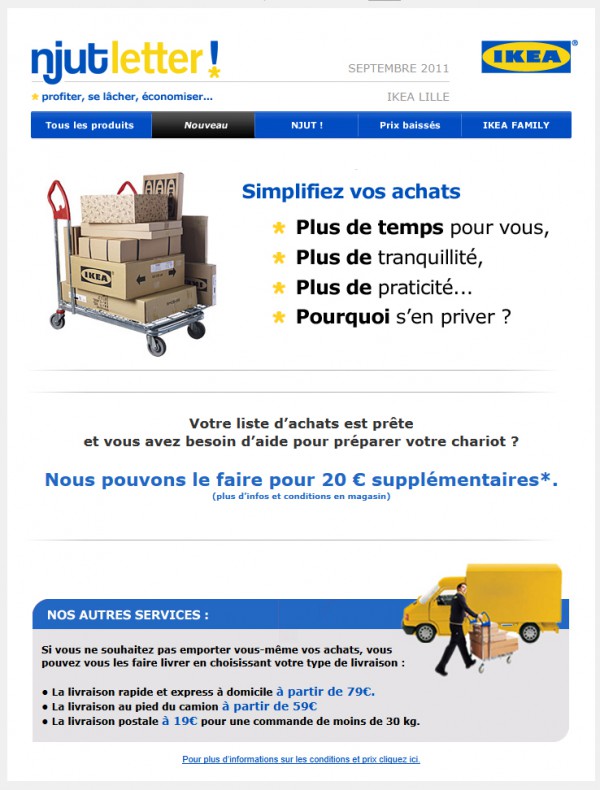 njutletter!
SEPTEMBRE 2011
IKEA®
* profiter, se lâcher, économiser...
IKEA LILLE
Tous les produits
Nouveau
NJUT !
Prix baissés
IKEA FAMILY
IKEA
IKEA
Simplifiez vos achats
* Plus de temps pour vous,
* Plus de tranquillité,
* Plus de praticité...
* Pourquoi s’en priver ?
Votre liste d’achats est prête
et vous avez besoin d’aide pour préparer votre chariot ?
Nous pouvons le faire pour 20 € supplémentaires*.
(plus d’infos et conditions en magasin)
NOS AUTRES SERVICES :
Si vous ne souhaitez pas emporter vous-même vos achats, vous
pouvez vous les faire livrer en choisissant votre type de livraison :
● La livraison rapide et express à domicile à partir de 79€.
● La livraison au pied du camion à partir de 59€
● La livraison postale à 19€ pour une commande de moins de 30 kg.
Pour plus d'informations sur les conditions et prix cliquez ici.